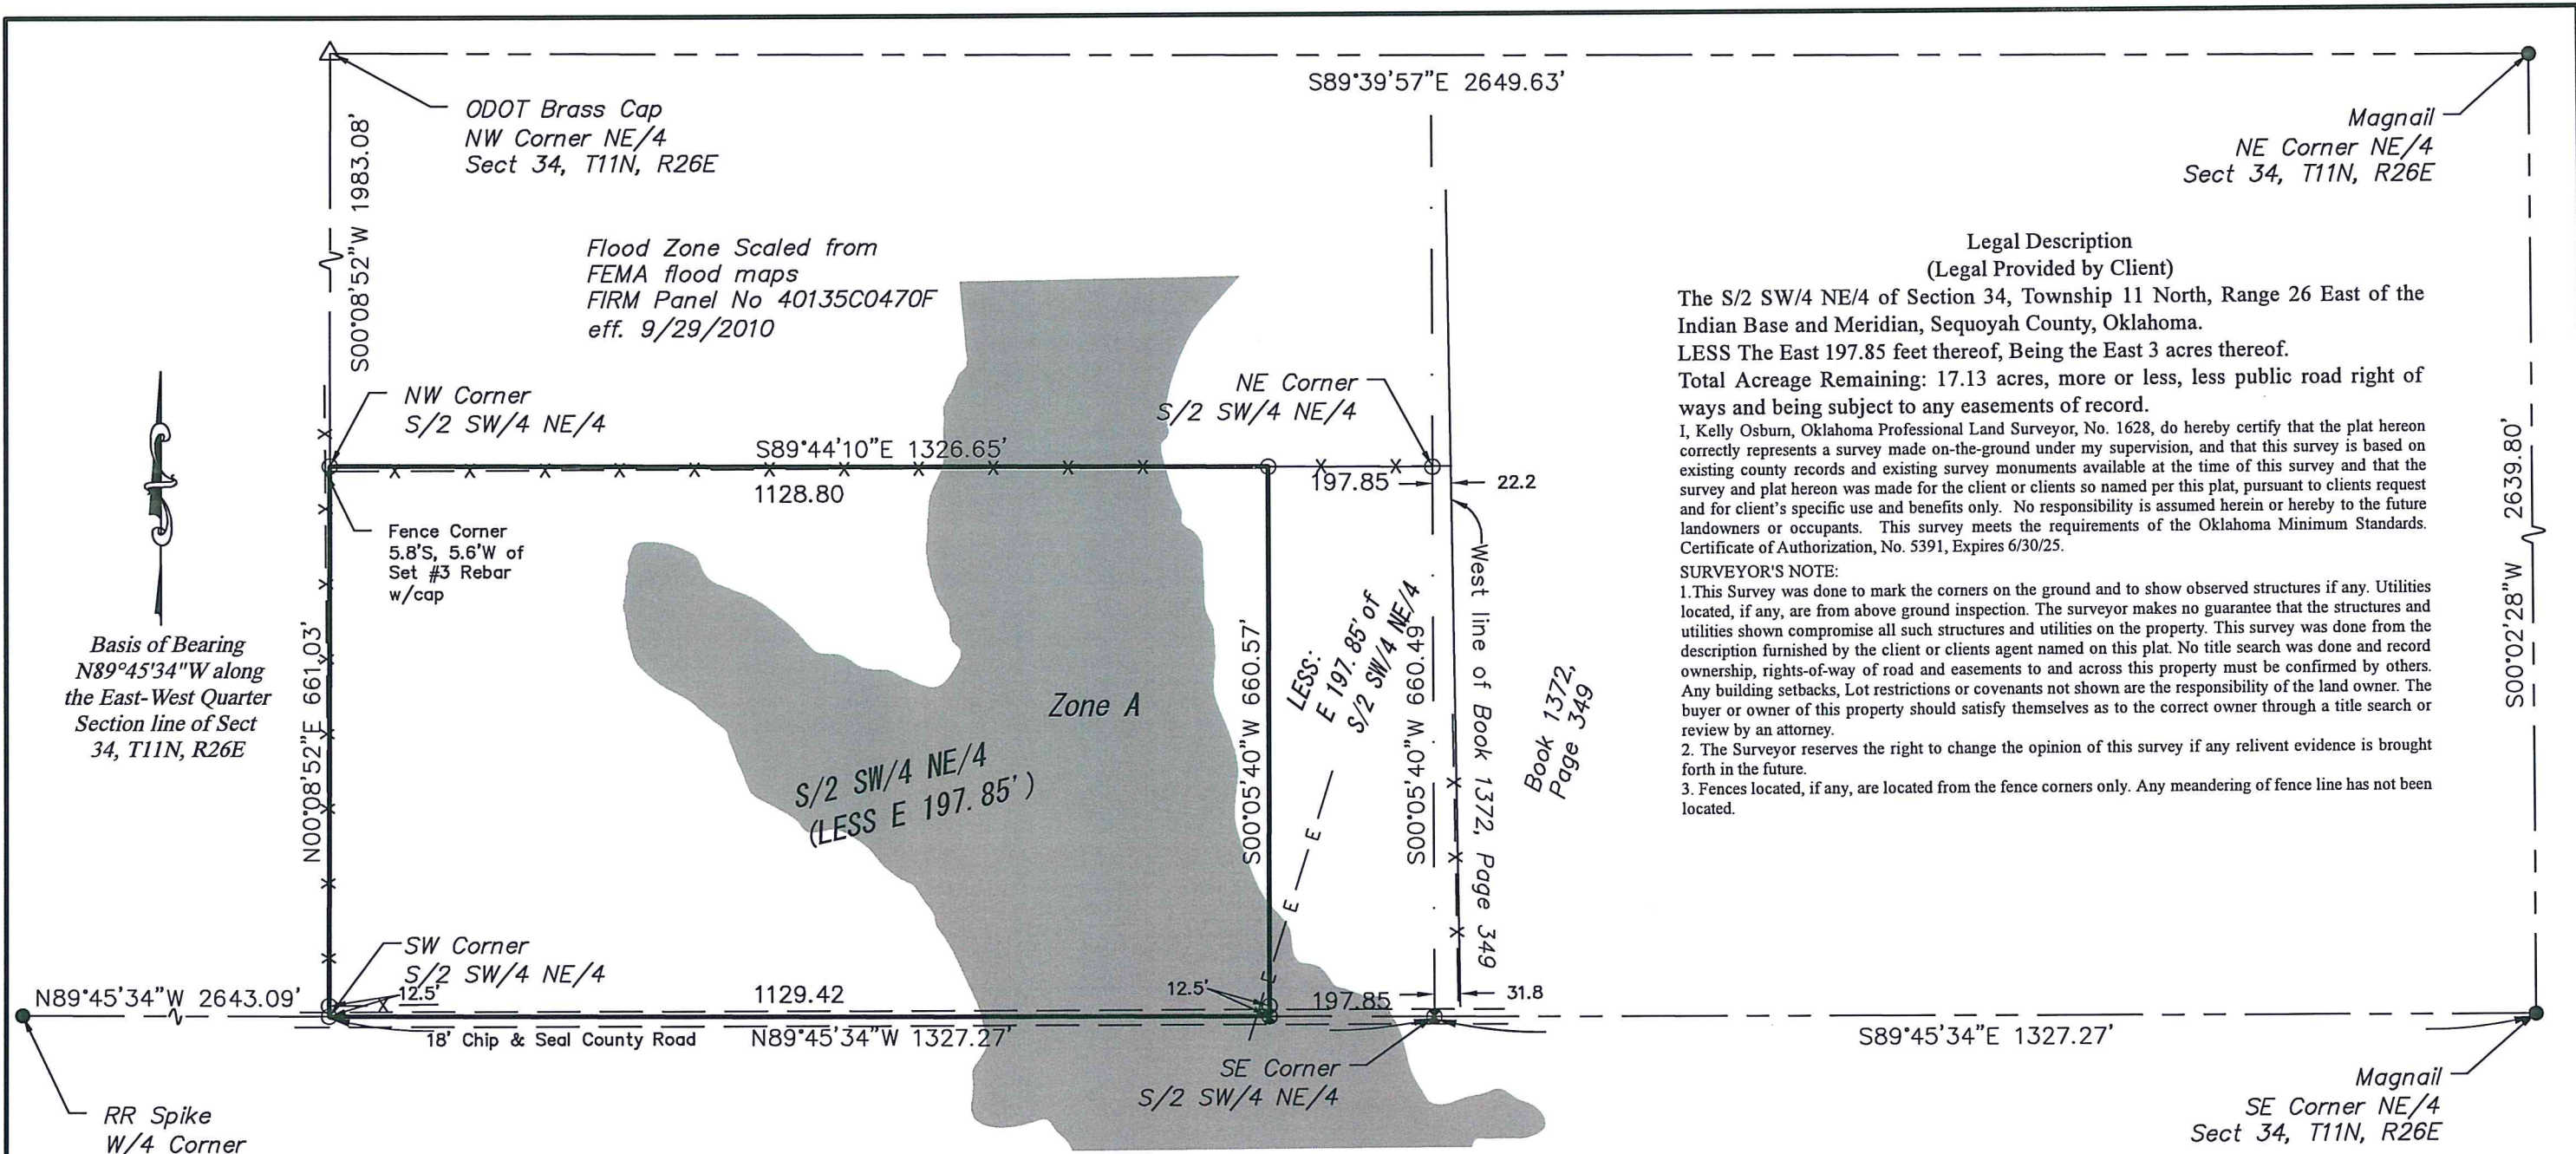 S89°39'57"E 2649.63'
ODOT Brass Cap
NW Corner NE/4
Sect 34, T11N, R26E
Magnail
NE Corner NE/4
Sect 34, T11N, R26E
S00°08'52"W 1983.08'
Flood Zone Scaled from
FEMA flood maps
FIRM Panel No 40135C0470F
eff. 9/29/2010
Legal Description
(Legal Provided by Client)
The S/2 SW/4 NE/4 of Section 34, Township 11 North, Range 26 East of the
Indian Base and Meridian, Sequoyah County, Oklahoma.
LESS The East 197.85 feet thereof, Being the East 3 acres thereof.
Total Acreage Remaining: 17.13 acres, more or less, less public road right of
ways and being subject to any easements of record.
I, Kelly Osburn, Oklahoma Professional Land Surveyor, No. 1628, do hereby certify that the plat hereon
correctly represents a survey made on-the-ground under my supervision, and that this survey is based on
existing county records and existing survey monuments available at the time of this survey and that the
survey and plat hereon was made for the client or clients so named per this plat, pursuant to clients request
and for client's specific use and benefits only. No responsibility is assumed herein or hereby to the future
landowners or occupants. This survey meets the requirements of the Oklahoma Minimum Standards.
Certificate of Authorization, No. 5391, Expires 6/30/25.
SURVEYOR'S NOTE:
1.This Survey was done to mark the corners on the ground and to show observed structures if any. Utilities
located, if any, are from above ground inspection. The surveyor makes no guarantee that the structures and
utilities shown compromise all such structures and utilities on the property. This survey was done from the
description furnished by the client or clients agent named on this plat. No title search was done and record
ownership, rights-of-way of road and easements to and across this property must be confirmed by others.
Any building setbacks, Lot restrictions or covenants not shown are the responsibility of the land owner. The
buyer or owner of this property should satisfy themselves as to the correct owner through a title search or
review by an attorney.
2. The Surveyor reserves the right to change the opinion of this survey if any relivent evidence is brought
forth in the future.
3. Fences located, if any, are located from the fence corners only. Any meandering of fence line has not been
located.
S00°02'28"W 2639.80'
NW Corner
S/2 SW/4 NE/4
NE Corner
S/2 SW/4 NE/4
S89°44'10"E 1326.65'
1128.80
197.85
22.2
Fence Corner
5.8'S, 5.6'W of
Set #3 Rebar
w/cap
Basis of Bearing
N89°45'34"W along
the East-West Quarter
Section line of Sect
34, T11N, R26E
N00°08'52"E 661.03'
Zone A
S/2 SW/4 NE/4
(LESS E 197.85')
S00°05'40"W 660.57'
LESS:
E 197.85' of
S/2 SW/4 NE/4
S00°05'40"W 660.49'
West line of Book 1372, Page 349
Book 1372,
Page 349
E
E
E
SW Corner
S/2 SW/4 NE/4
N89°45'34"W 2643.09'
12.5'
1129.42
12.5'
197.85
31.8
18' Chip & Seal County Road
N89°45'34"W 1327.27'
S89°45'34"E 1327.27'
SE Corner
S/2 SW/4 NE/4
RR Spike
W/4 Corner
Magnail
SE Corner NE/4
Sect 34, T11N, R26E